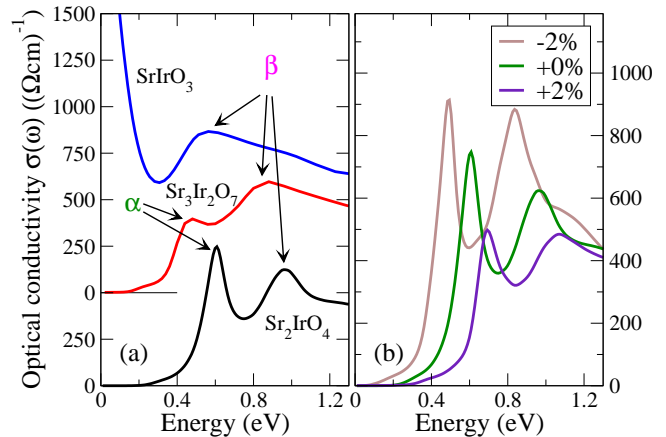 Optical conductivity σ(ω) ((Ωcm)⁻¹
1500
1250
1000
750
500
250
0
250
0
SrIrO₃
β
Sr₃Ir₂O₇
α
Sr₂IrO₄
(a)
0 0.4 0.8 1.2
Energy (eV)
-2%
+0%
+2%
1000
800
600
400
200
0
(b)
0 0.4 0.8 1.2
Energy (eV)